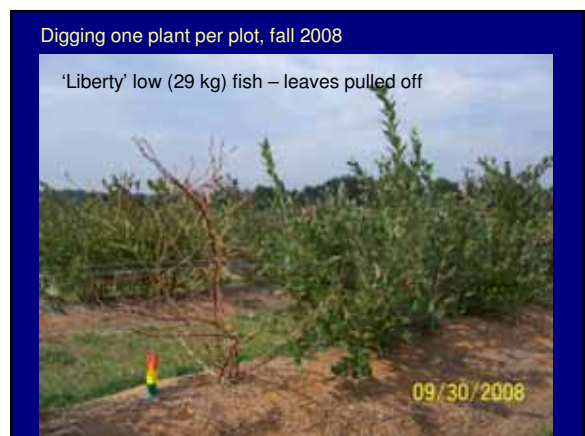 Digging one plant per plot, fall 2008
‘Liberty’ low (29 kg) fish – leaves pulled off
09/30/2008